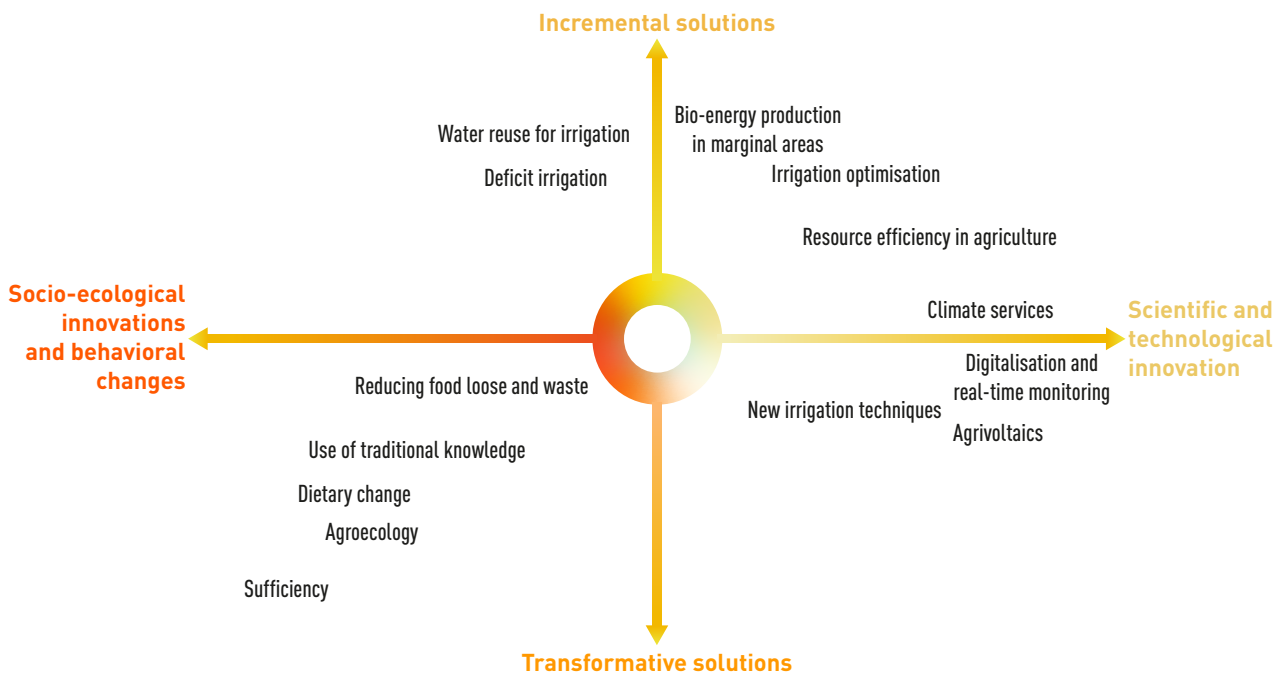 Incremental solutions
Water reuse for irrigation
Deficit irrigation
Bio-energy production
in marginal areas
Irrigation optimisation
Resource efficiency in agriculture
Socio-ecological
innovations
and behavioral
changes
Climate services
Scientific and
technological
innovation
Reducing food loose and waste
Use of traditional knowledge
Dietary change
Agroecology
Sufficiency
Digitalisation and
real-time monitoring
New irrigation techniques
Agrivoltaics
Transformative solutions